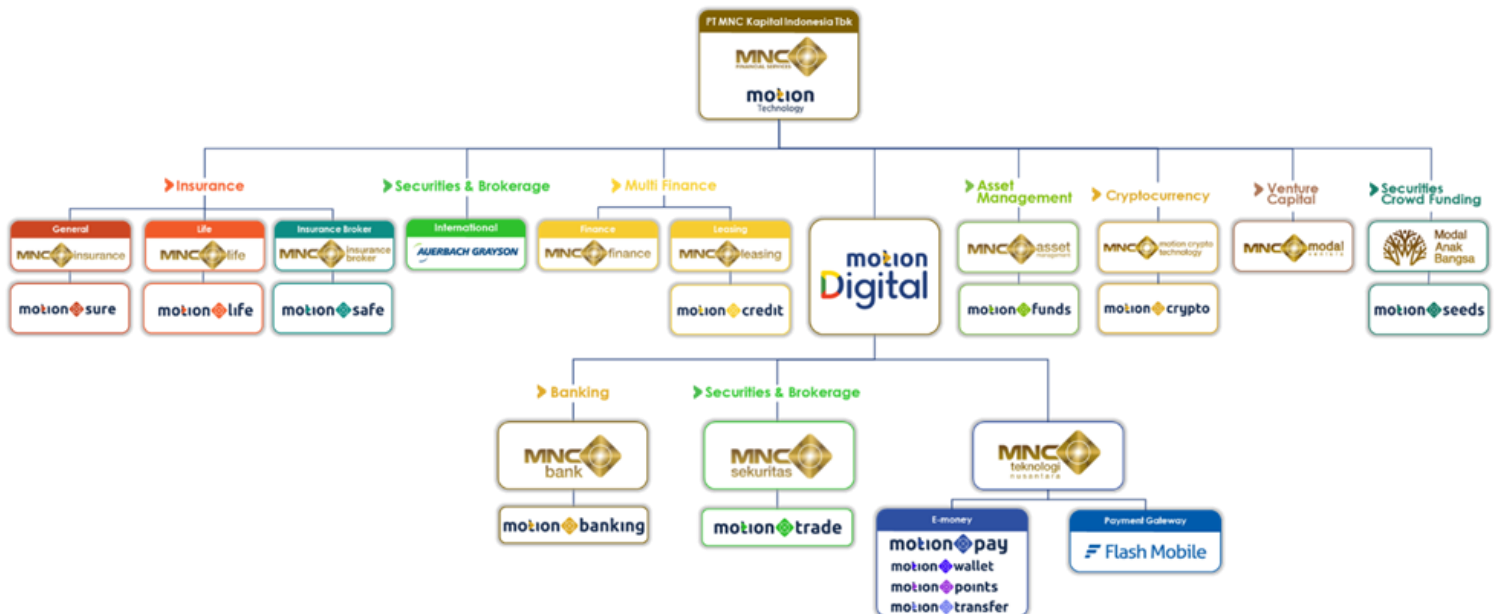 PT MNC Kapital Indonesia Tbk
MNC
FINANCIAL SERVICES
motion
Technology
Insurance
Securities & Brokerage
Multi Finance
Asset
Management
Cryptocurrency
Venture
Capital
Securities
Crowd Funding
General
MNC insurance
motion sure
Life
MNC life
motion life
Insurance Broker
MNC insurance
broker
motion safe
International
AUERBACH GRAYSON
Finance
MNC finance
Leasing
MNC leasing
motion credit
motion
Digital
MNC asset
management
motion funds
MNC motion crypto
technology
motion crypto
MNC modal
ventura
Modal
Anak
Bangsa
motion seeds
Banking
MNC
bank
motion banking
Securities & Brokerage
MNC
sekuritas
motion trade
MNC
teknologi
nusantara
E-money
motion pay
motion wallet
motion points
motion transfer
Payment Gateway
Flash Mobile